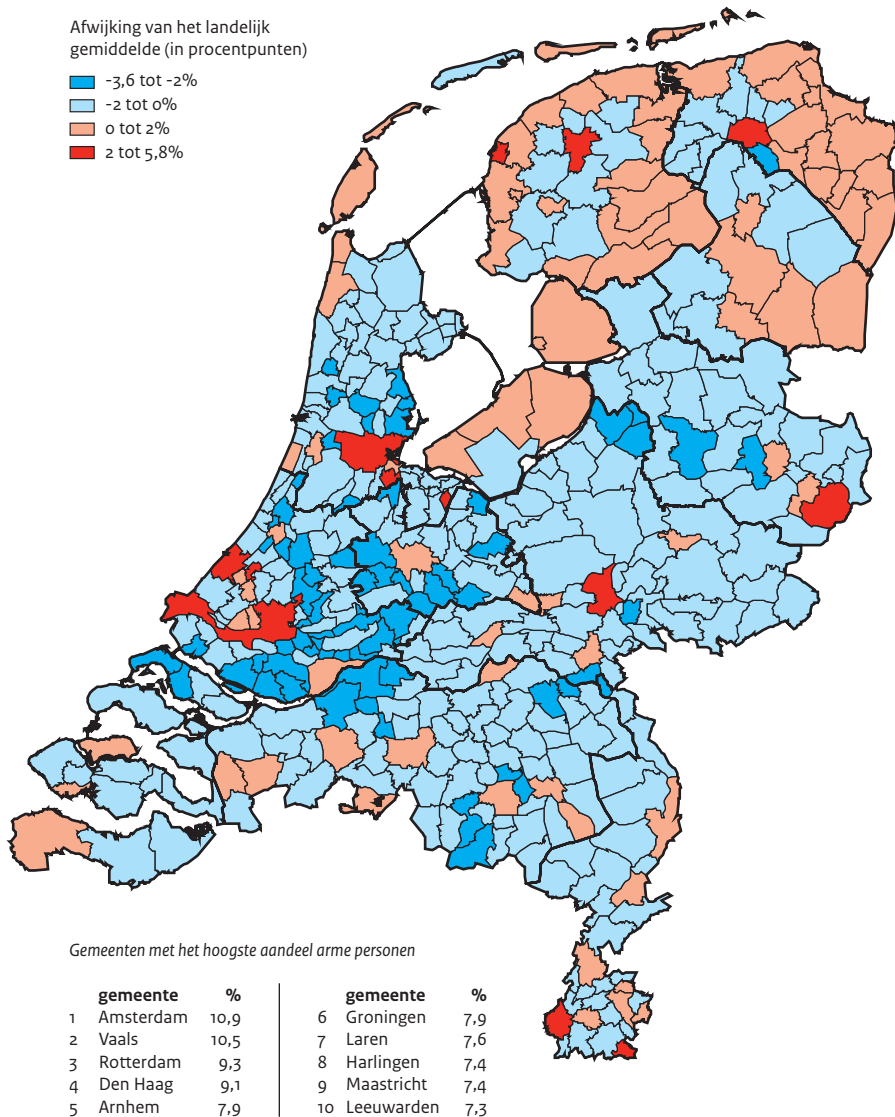 Afwijking van het landelijk
gemiddelde (in procentpunten)
-3,6 tot -2%
-2 tot 0%
0 tot 2%
2 tot 5,8%
Gemeenten met het hoogste aandeel arme personen
gemeente %
1 Amsterdam 10,9
2 Vaals 10,5
3 Rotterdam 9,3
4 Den Haag 9,1
5 Arnhem 7,9
gemeente %
6 Groningen 7,9
7 Laren 7,6
8 Harlingen 7,4
9 Maastricht 7,4
10 Leeuwarden 7,3